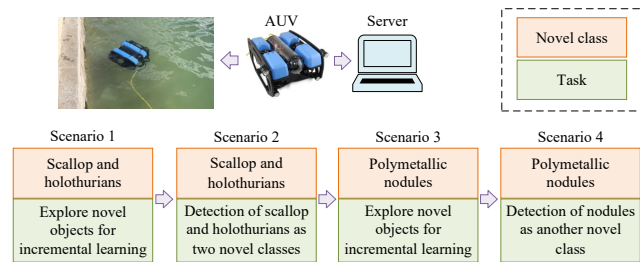 AUV
Server
Novel class
Task
Scenario 1
Scallop and
holothurians
Explore novel
objects for
incremental learning
Scenario 2
Scallop and
holothurians
Detection of scallop
and holothurians as
two novel classes
Scenario 3
Polymetallic
nodules
Explore novel
objects for
incremental learning
Scenario 4
Polymetallic
nodules
Detection of nodules
as another novel
class